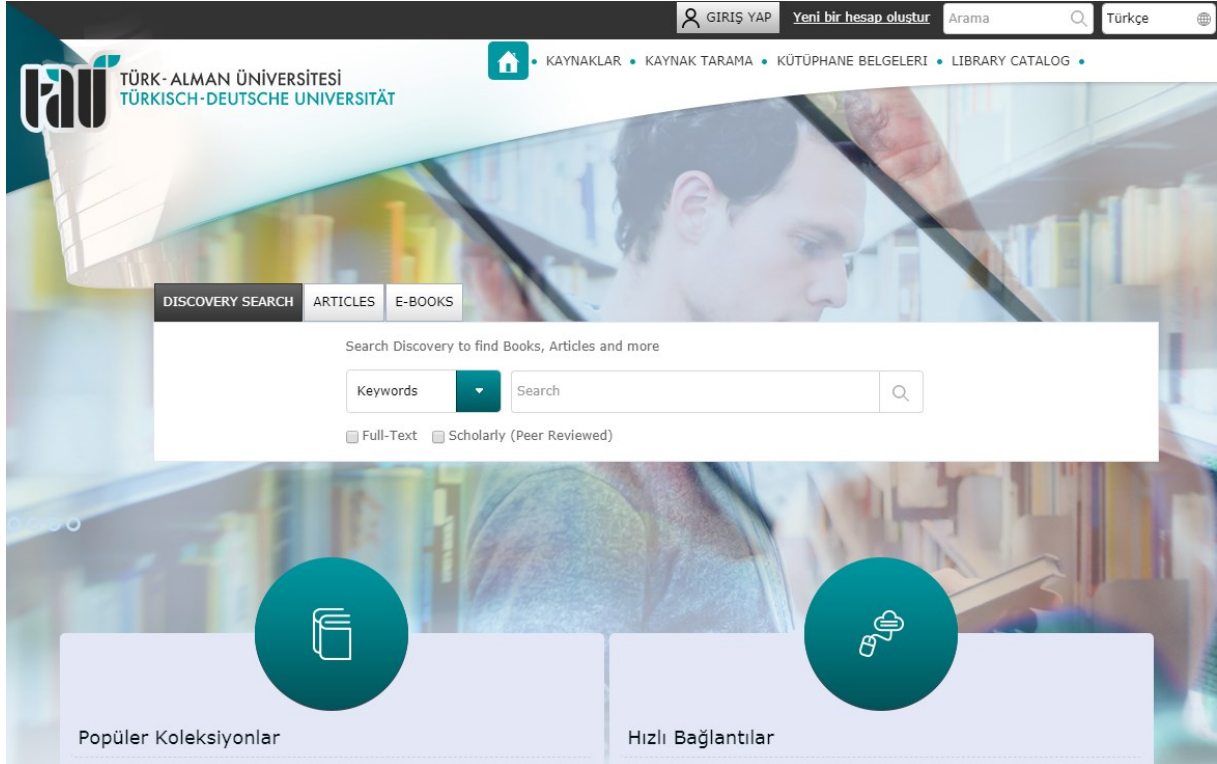 GIRIŞ YAP Yeni bir hesap oluştur Arama Türkçe
tau
TÜRK-ALMAN ÜNİVERSİTESİ
TÜRKISCH-DEUTSCHE UNIVERSITÄT
KAYNAKLAR • KAYNAK TARAMA • KÜTÜPHANE BELGELERI • LIBRARY CATALOG •
DISCOVERY SEARCH ARTICLES E-BOOKS
Search Discovery to find Books, Articles and more
Keywords Search
Full-Text Scholarly (Peer Reviewed)
Popüler Koleksiyonlar Hızlı Bağlantılar